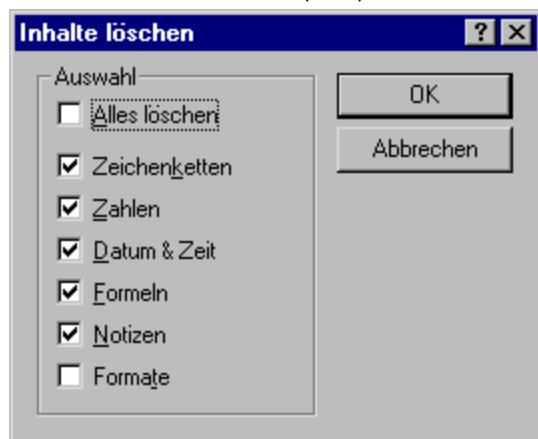 Inhalte löschen
Auswahl
Alles löschen
Zeichenketten
Zahlen
Datum & Zeit
Formeln
Notizen
Formate
OK
Abbrechen